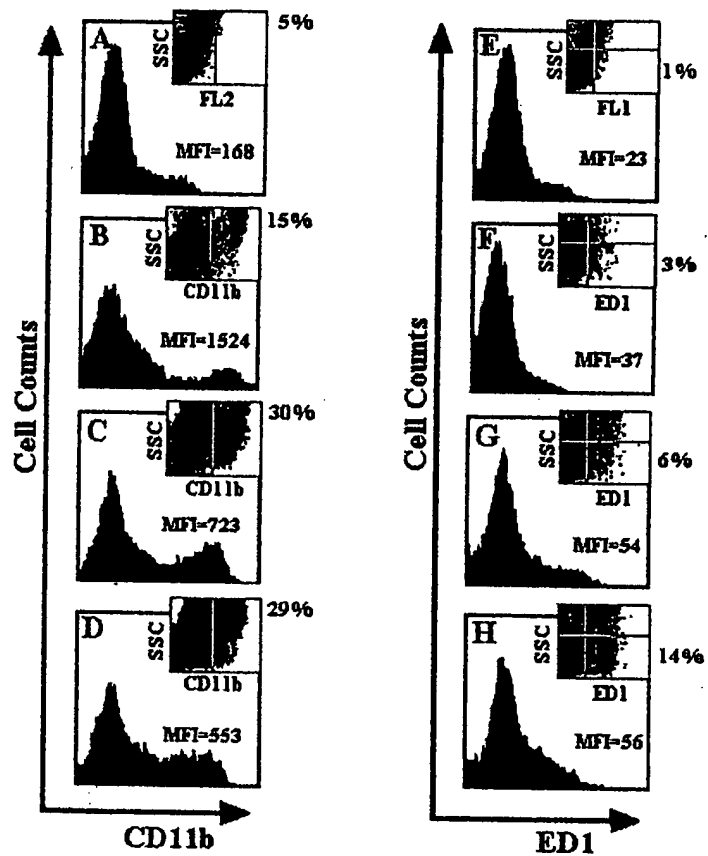 A
SSC
5%
FL2
MFI=168
B
SSC
15%
CD11b
MFI=1524
C
SSC
30%
CD11b
MFI=723
D
SSC
29%
CD11b
MFI=553
Cell Counts
CD11b
E
SSC
1%
FL1
MFI=23
F
SSC
3%
ED1
MFI=37
G
SSC
6%
ED1
MFI=54
H
SSC
14%
ED1
MFI=56
Cell Counts
ED1